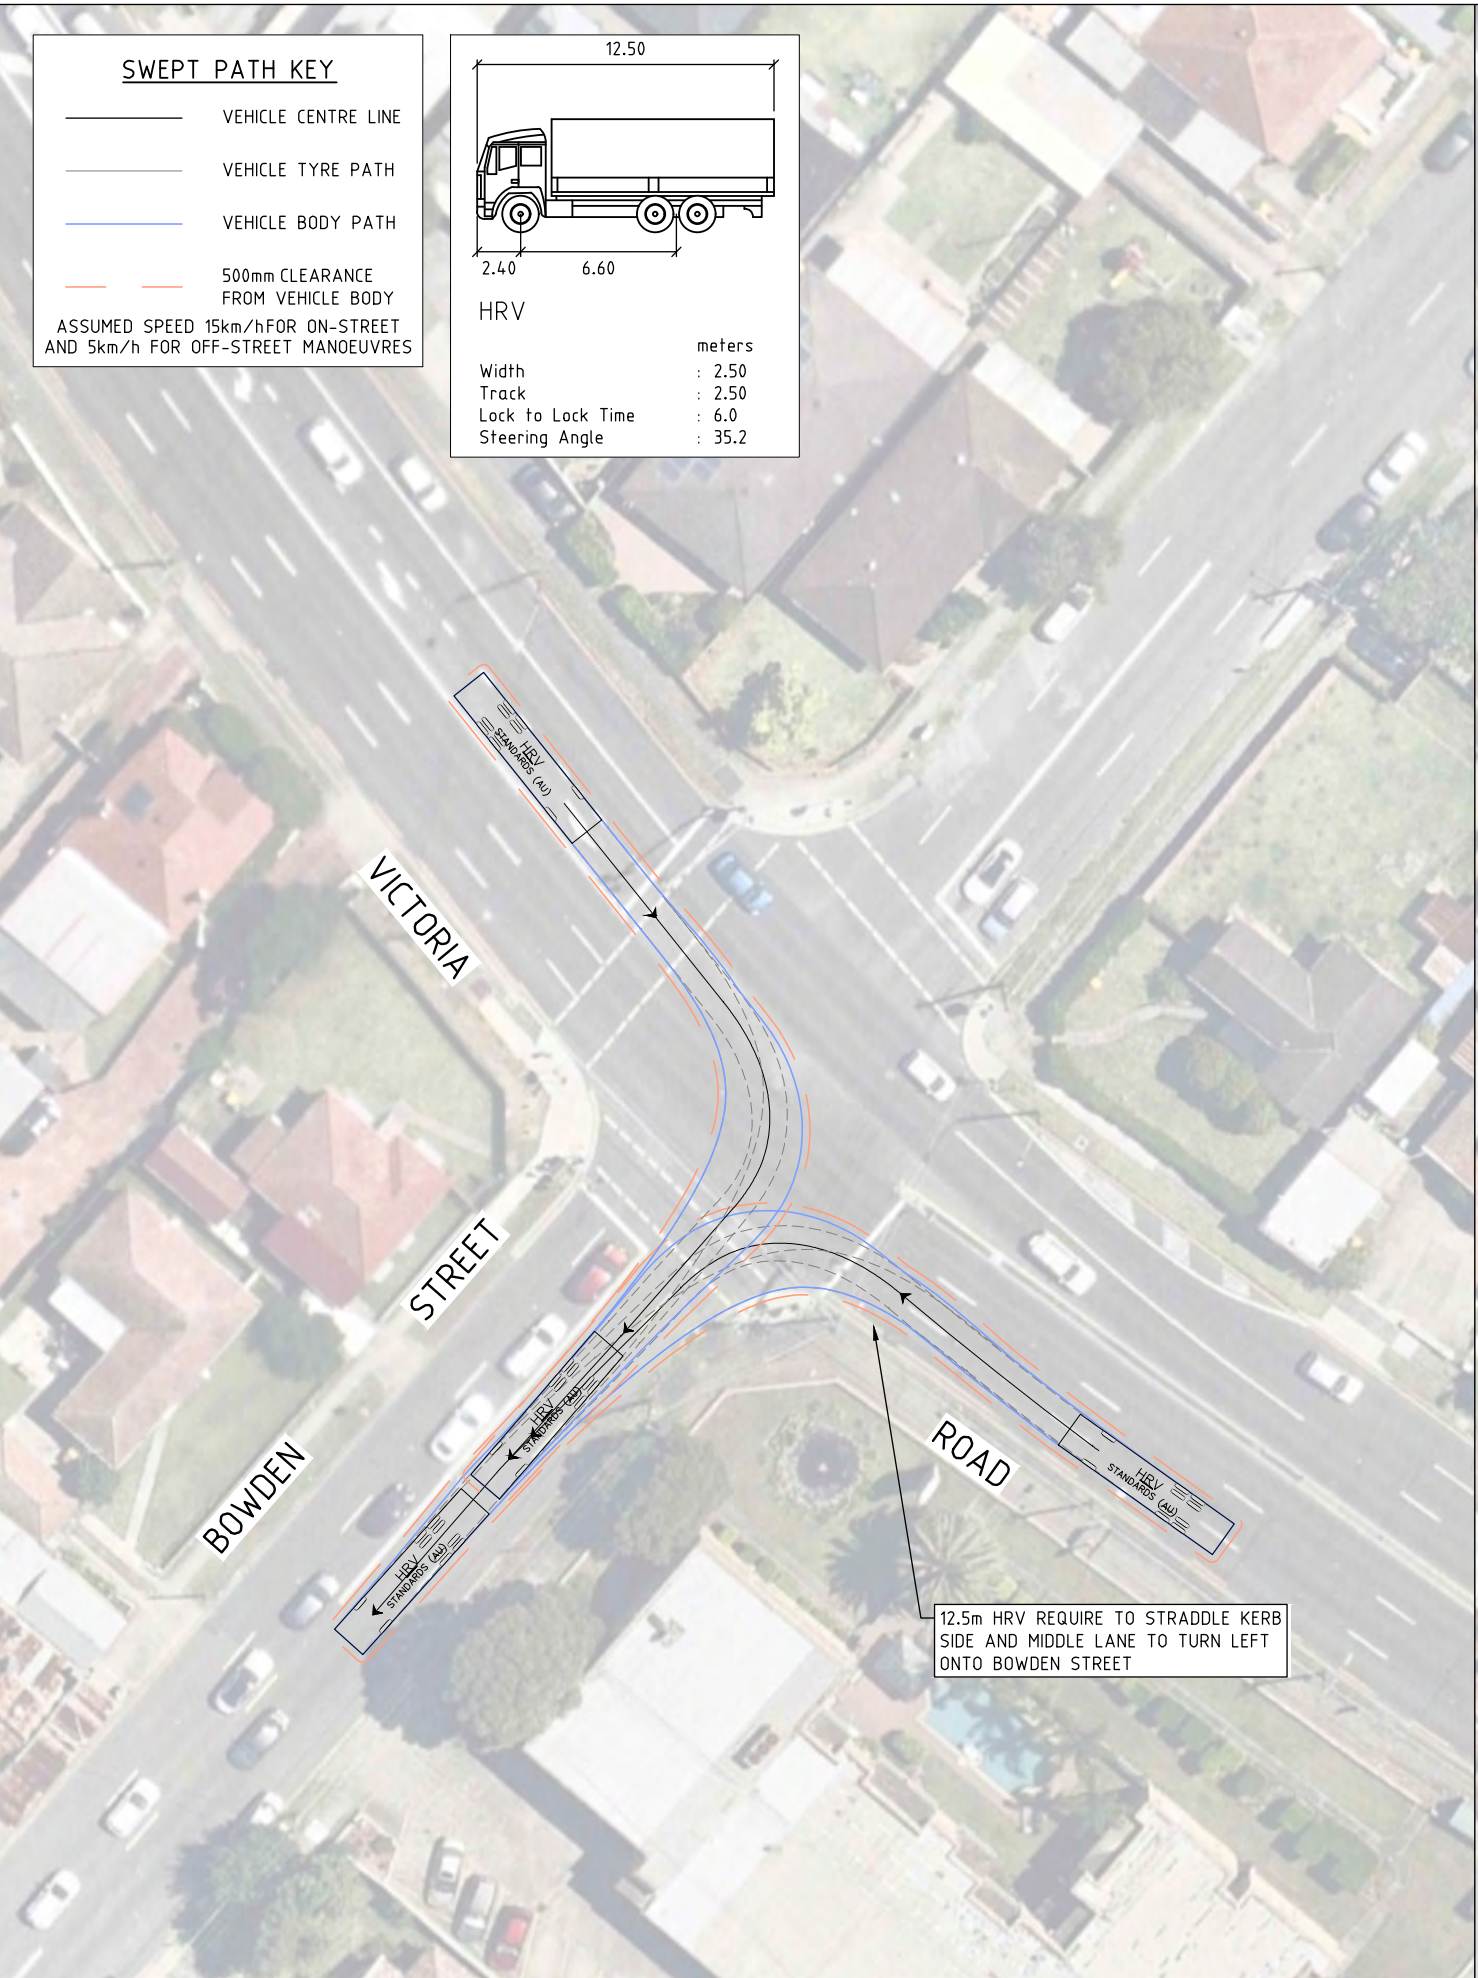 SWEPT PATH KEY
VEHICLE CENTRE LINE
VEHICLE TYRE PATH
VEHICLE BODY PATH
500mm CLEARANCE
FROM VEHICLE BODY
ASSUMED SPEED 15km/hFOR ON-STREET
AND 5km/h FOR OFF-STREET MANOEUVRES
12.50
2.40
6.60
HRV
meters
Width : 2.50
Track : 2.50
Lock to Lock Time : 6.0
Steering Angle : 35.2
HRV
STANDARDS (AU)
VICTORIA
STREET
HRV
STANDARDS (AU)
ROAD
BOWDEN
HRV
STANDARDS (AU)
HRV
STANDARDS (AU)
12.5m HRV REQUIRE TO STRADDLE KERB
SIDE AND MIDDLE LANE TO TURN LEFT
ONTO BOWDEN STREET